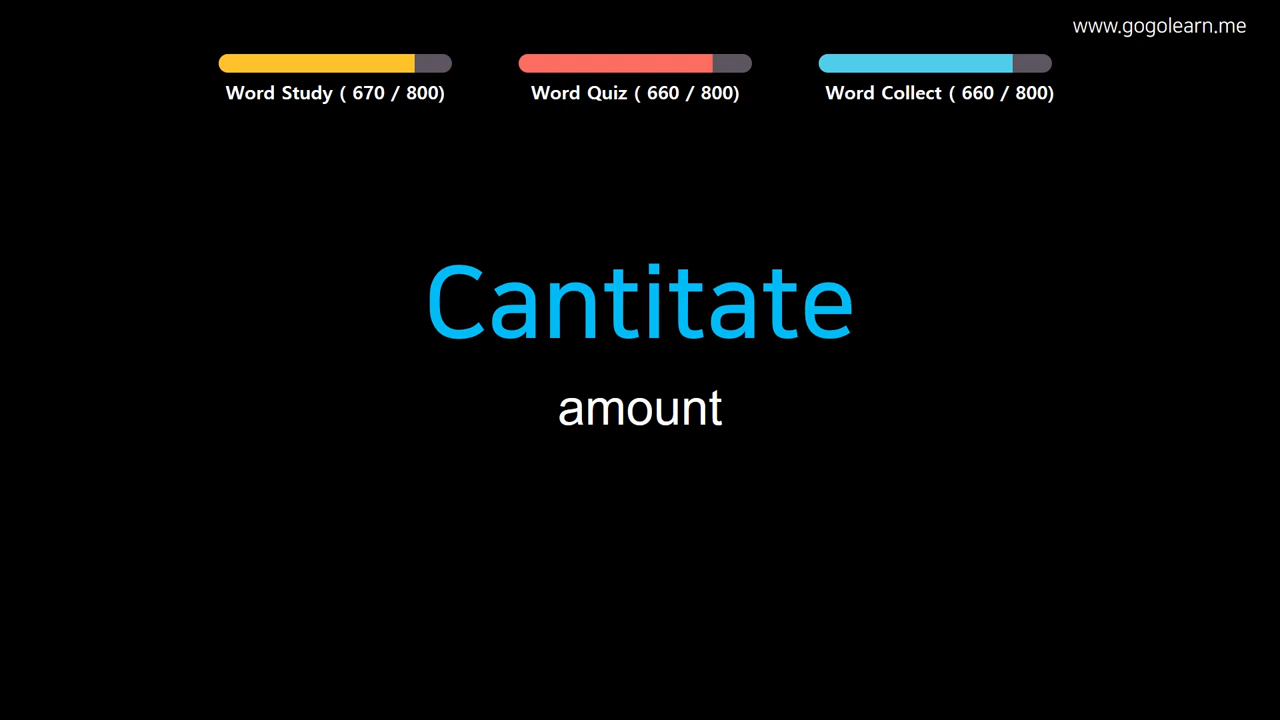 www.gogolearn.me
Word Study ( 670 / 800)
Word Quiz ( 660 / 800)
Word Collect ( 660 / 800)
Cantitate
amount